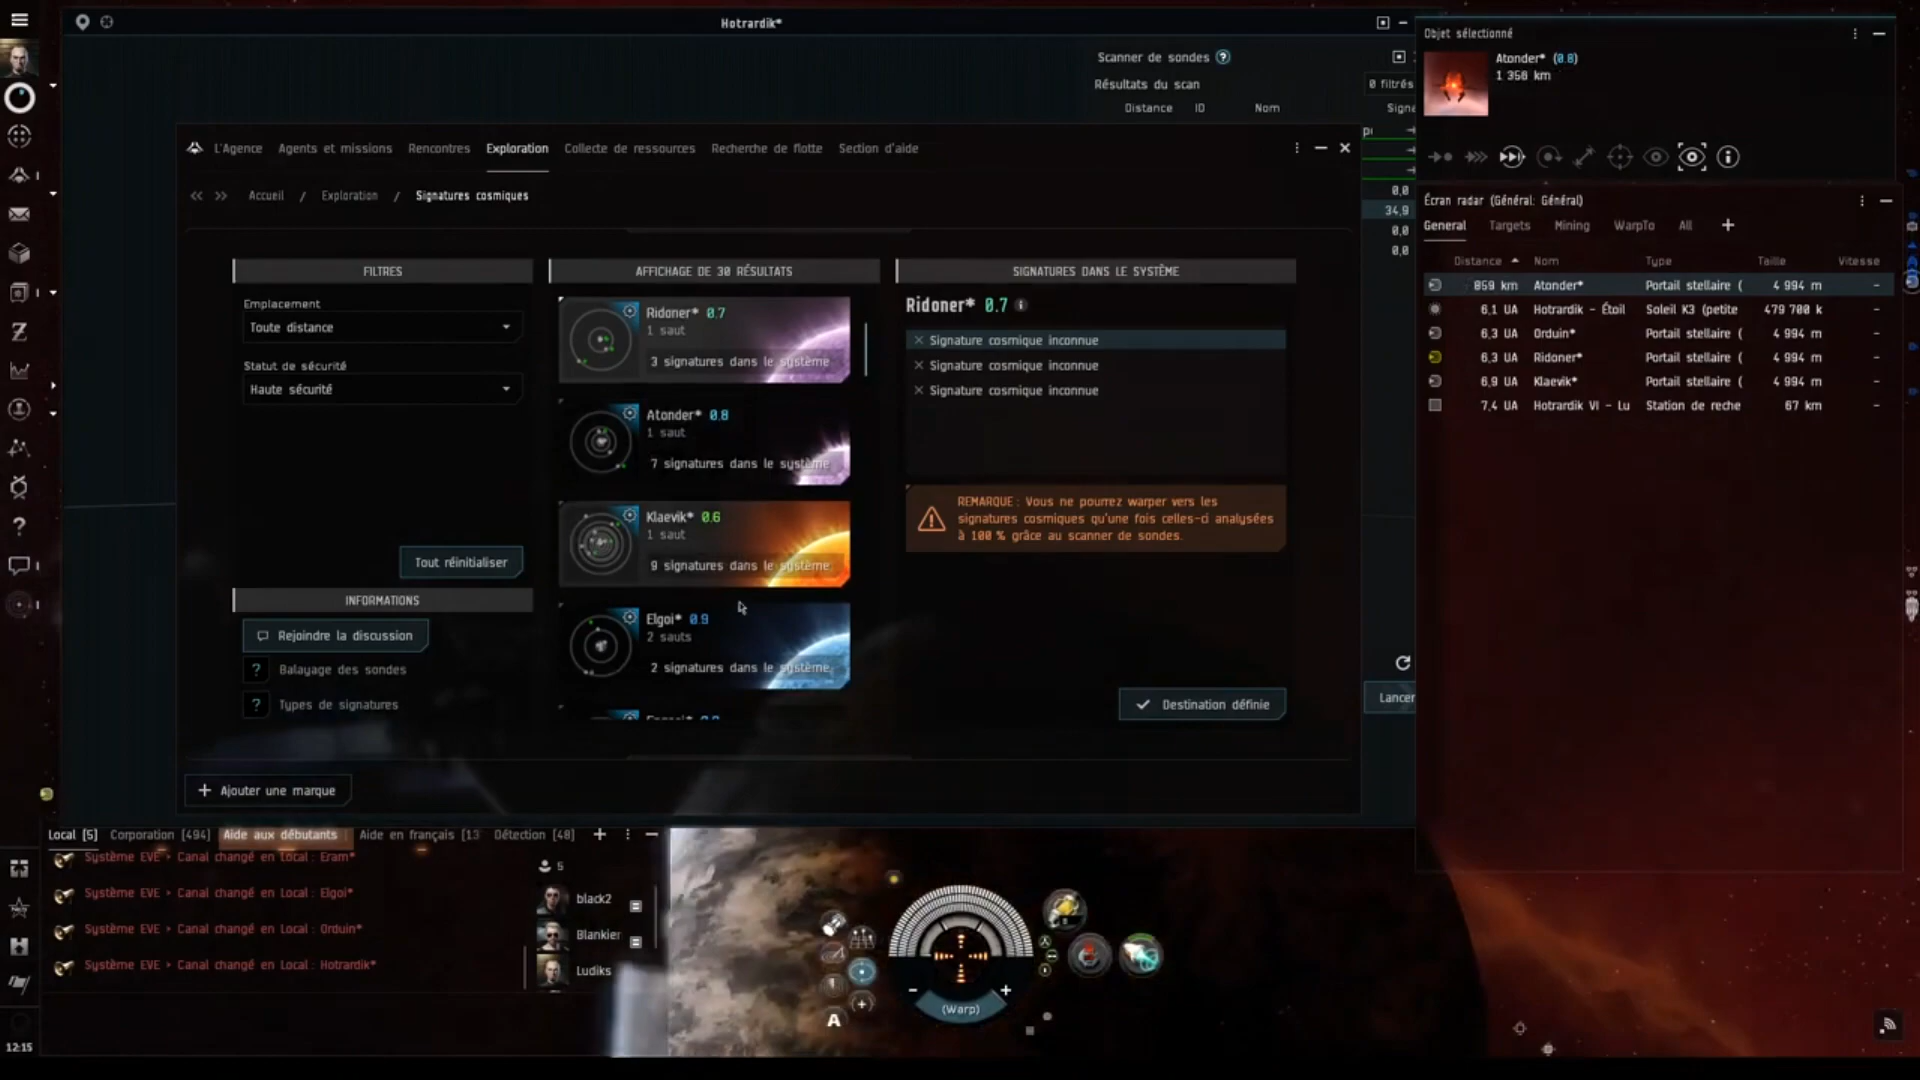 Hotrardik*
Scanner de sondes
Résultats du scan
0 filtrés
Distance ID Nom
L'Agence Agents et missions Rencontres Exploration Collecte de ressources Recherche de flotte Section d'aide
Accueil / Exploration / Signatures cosmiques
0,0
34,9
0,0
0,0
FILTRES
Emplacement
Toute distance
Statut de sécurité
Haute sécurité
Tout réinitialiser
INFORMATIONS
Rejoindre la discussion
? Balayage des sondes
? Types de signatures
AFFICHAGE DE 30 RÉSULTATS
Ridoner* 0.7
1 saut
3 signatures dans le système
Atonder* 0.8
1 saut
7 signatures dans le système
Klaevik* 0.6
1 saut
9 signatures dans le système
Elgoi* 0.9
2 sauts
2 signatures dans le système
SIGNATURES DANS LE SYSTÈME
Ridoner* 0.7
Signature cosmique inconnue
Signature cosmique inconnue
Signature cosmique inconnue
REMARQUE : Vous ne pourrez warper vers les
signatures cosmiques qu'une fois celles-ci analysées
à 100 % grâce au scanner de sondes.
Destination définie
Lancer
+ Ajouter une marque
Objet sélectionné
Atonder* (0.8)
1 356 km
Écran radar (Général: Général)
General Targets Mining WarpTo All +
Distance Nom Type Taille Vitesse
859 km Atonder* Portail stellaire ( 4 994 m -
6,1 UA Hotrardik - Étoil Soleil K3 (petite 479 700 k
6,3 UA Orduin* Portail stellaire ( 4 994 m -
6,3 UA Ridoner* Portail stellaire ( 4 994 m -
6,9 UA Klaevik* Portail stellaire ( 4 994 m -
7,4 UA Hotrardik VI - Lu Station de reche 67 km -
Local [5] Corporation [494] Aide aux débutants Aide en français [13 Détection [48] +
Système EVE > Canal changé en Local : Eram*
Système EVE > Canal changé en Local : Elgoi*
Système EVE > Canal changé en Local : Orduin*
Système EVE > Canal changé en Local : Hotrardik*
5
black2
Blankier
Ludiks
A
(Warp)
12:15